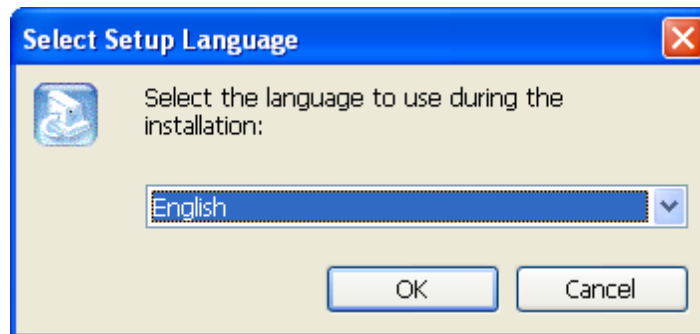 Select Setup Language
Select the language to use during the
installation:
English
OK
Cancel